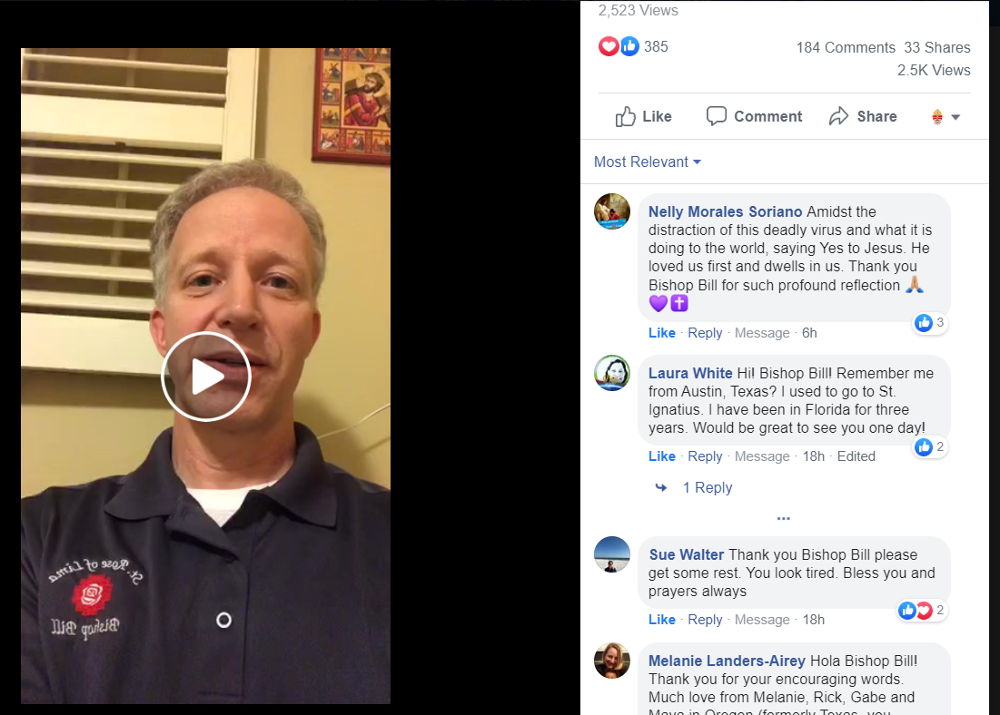 2,523 Views
385
184 Comments 33 Shares
2.5K Views
Like Comment Share
Most Relevant
Nelly Morales Soriano Amidst the
distraction of this deadly virus and what it is
doing to the world, saying Yes to Jesus. He
loved us first and dwells in us. Thank you
Bishop Bill for such profound reflection 🙏🏼
💜✝️
Like · Reply · Message · 6h
3
Laura White Hi! Bishop Bill! Remember me
from Austin, Texas? I used to go to St.
Ignatius. I have been in Florida for three
years. Would be great to see you one day!
Like · Reply · Message · 18h · Edited
2
1 Reply
...
Sue Walter Thank you Bishop Bill please
get some rest. You look tired. Bless you and
prayers always
Like · Reply · Message · 18h
2
Melanie Landers-Airey Hola Bishop Bill!
Thank you for your encouraging words.
Much love from Melanie, Rick, Gabe and
Maya in Oregon (formerly Texas, you
St. Rose of Lima
Bishop Bill